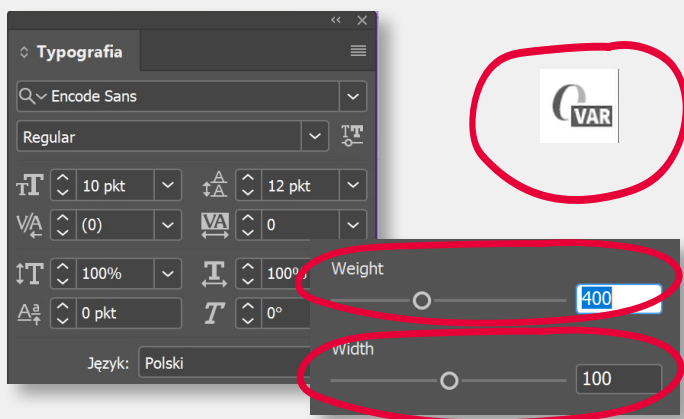 Typografia
Encode Sans
Regular
10 pkt
12 pkt
(0)
0
100%
100%
0 pkt
0°
Język: Polski
VAR
Weight
400
Width
100